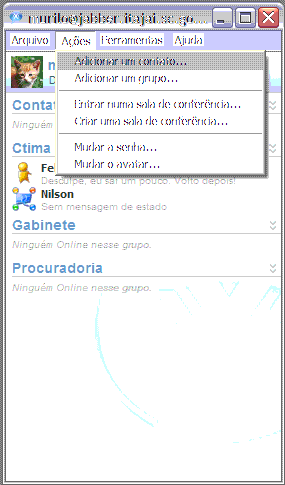 murilo@jabber.itajai.sc.go...
Arquivo Ações Ferramentas Ajuda
Adicionar um contato...
Adicionar um grupo...
Entrar numa sala de conferência...
Criar uma sala de conferência...
Mudar a senha...
Mudar o avatar...
Ninguém
Ctima
Fe
Desculpe, eu saí um pouco. Volto depois!
Nilson
Sem mensagem de estado
Gabinete
Ninguém Online nesse grupo.
Procuradoria
Ninguém Online nesse grupo.